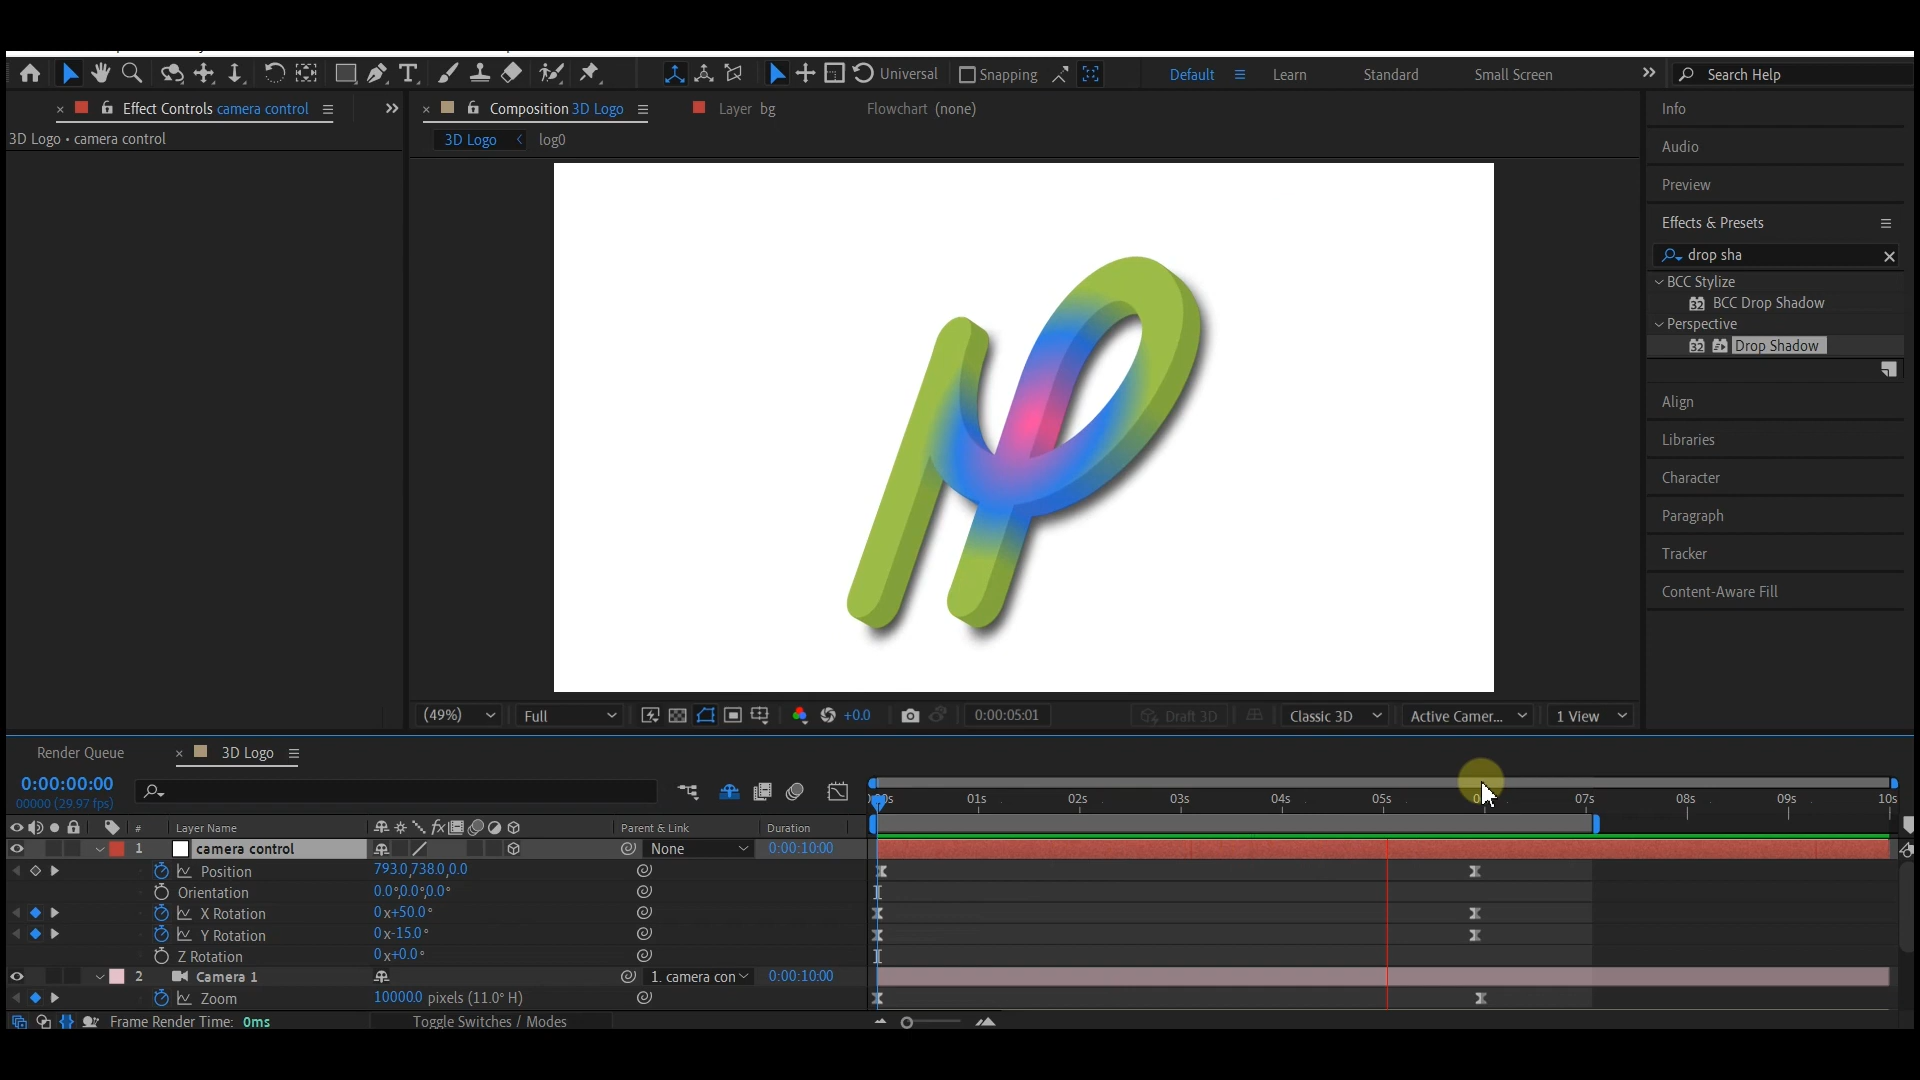 Universal
Snapping
Default
Learn
Standard
Small Screen
Search Help
Effect Controls camera control
Composition 3D Logo
Layer bg
Flowchart (none)
Info
3D Logo • camera control
3D Logo
log0
Audio
Preview
Effects & Presets
drop sha
BCC Stylize
32 BCC Drop Shadow
Perspective
32 Drop Shadow
Align
Libraries
Character
Paragraph
Tracker
Content-Aware Fill
(49%)
Full
+0.0
0:00:05:01
Draft 3D
Classic 3D
Active Camer...
1 View
Render Queue
3D Logo
0:00:00:00
00000 (29.97 fps)
01s
02s
03s
04s
05s
07s
08s
09s
10s
#
Layer Name
fx
Parent & Link
Duration
1
camera control
None
0:00:10:00
Position
793.0,738.0,0.0
Orientation
0.0°,0.0°,0.0°
X Rotation
0x+50.0°
Y Rotation
0x-15.0°
Z Rotation
0x+0.0°
2
Camera 1
1. camera con
0:00:10:00
Zoom
10000.0 pixels (11.0° H)
Frame Render Time: 0ms
Toggle Switches / Modes